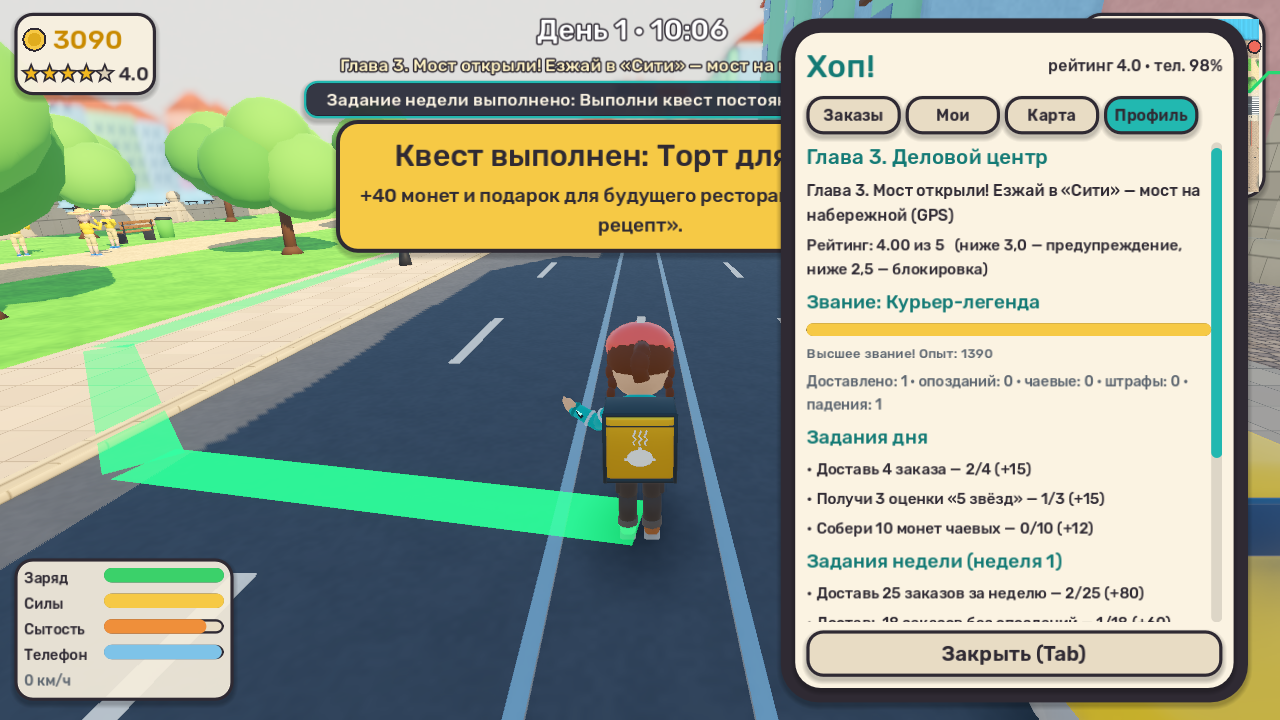 3090
4.0
День 1 • 10:06
Глава 3. Мост открыли! Езжай в «Сити» — мост на
Задание недели выполнено: Выполни квест
Квест выполнен: Торт для
+40 монет и подарок для будущего
рецепт».
Хоп!
рейтинг 4.0 • тел. 98%
Заказы
Мои
Карта
Профиль
Глава 3. Деловой центр
Глава 3. Мост открыли! Езжай в «Сити» — мост на
набережной (GPS)
Рейтинг: 4.00 из 5 (ниже 3,0 — предупреждение,
ниже 2,5 — блокировка)
Звание: Курьер-легенда
Высшее звание! Опыт: 1390
Доставлено: 1 • опозданий: 0 • чаевые: 0 • штрафы: 0 •
падения: 1
Задания дня
• Доставь 4 заказа — 2/4 (+15)
• Получи 3 оценки «5 звёзд» — 1/3 (+15)
• Собери 10 монет чаевых — 0/10 (+12)
Задания недели (неделя 1)
• Доставь 25 заказов за неделю — 2/25 (+80)
Закрыть (Tab)
Заряд
Силы
Сытость
Телефон
0 км/ч